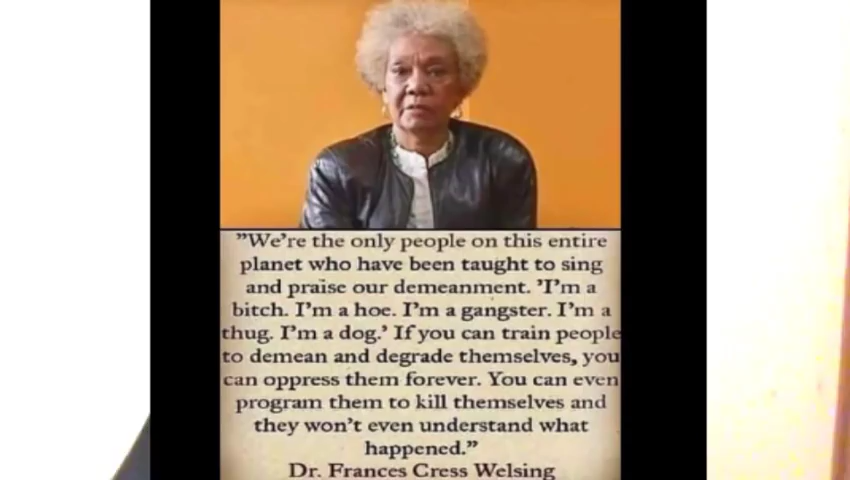 "We're the only people on this entire
planet who have been taught to sing
and praise our demeanment. 'I'm a
bitch. I'm a hoe. I'm a gangster. I'm a
thug. I'm a dog.' If you can train people
to demean and degrade themselves, you
can oppress them forever. You can even
program them to kill themselves and
they won't even understand what
happened."
Dr. Frances Cress Welsing